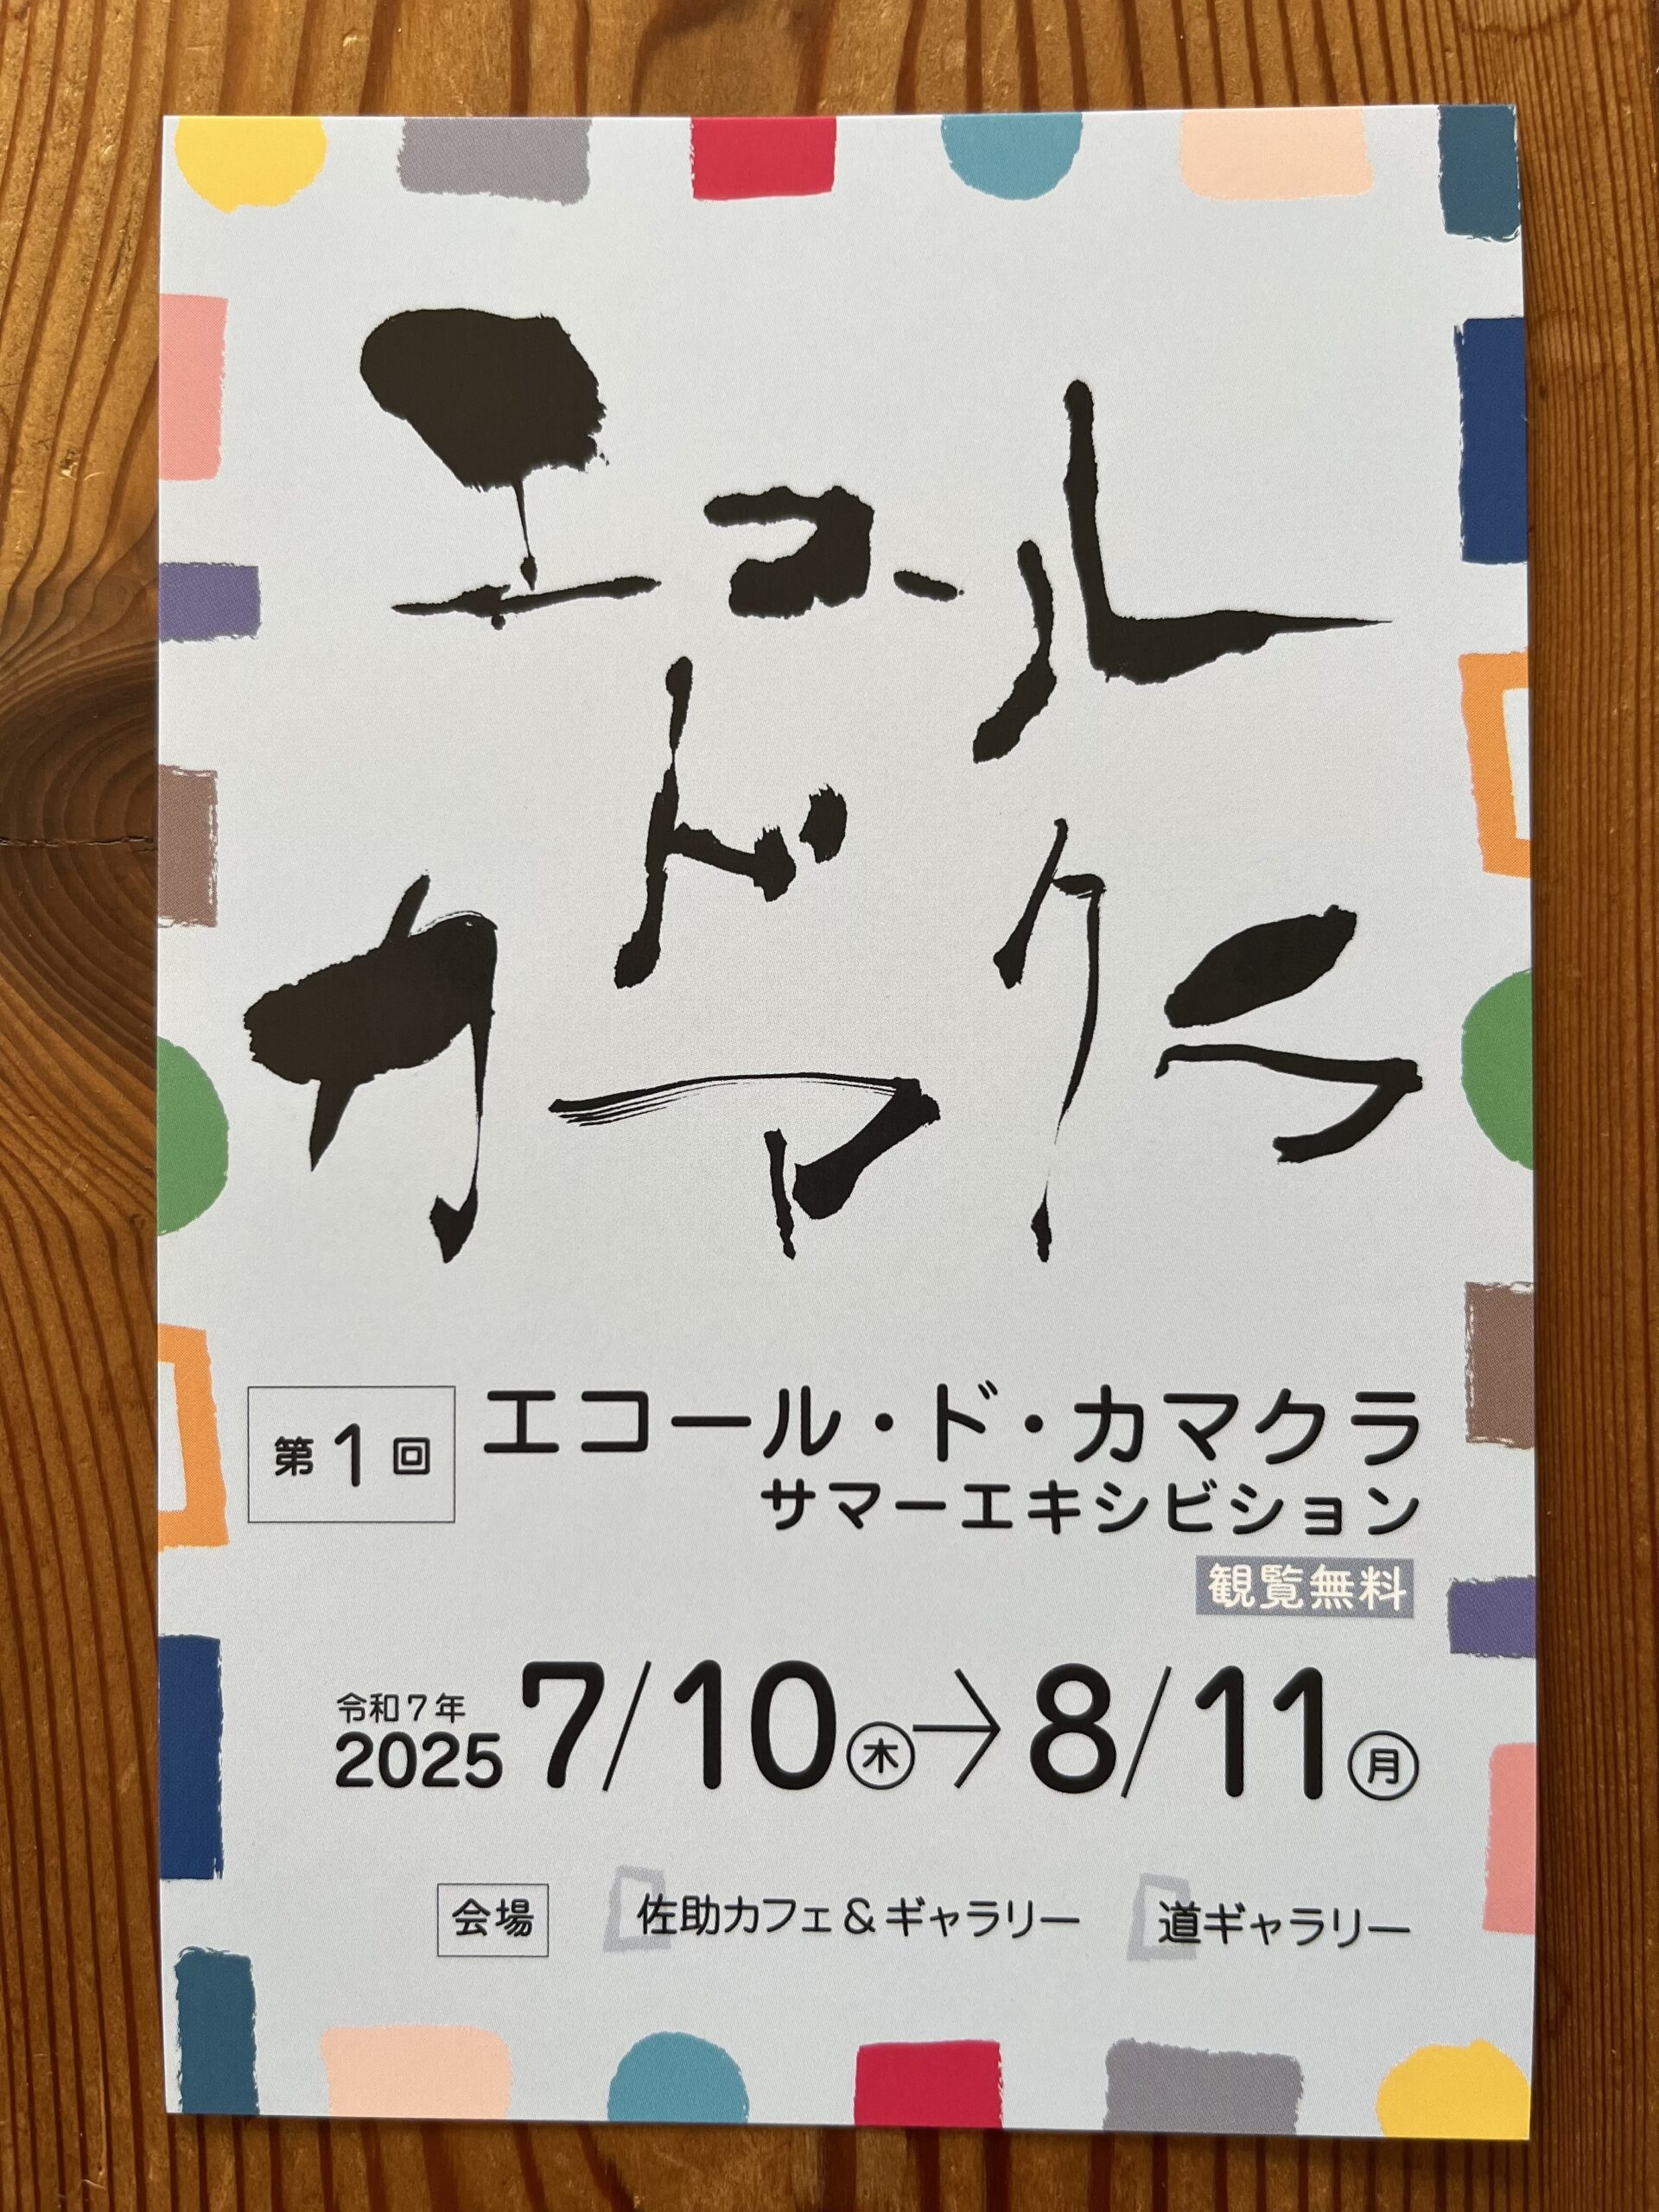 エコール
ド
カマクラ
第1回
エコール・ド・カマクラ
サマーエキシビション
観覧無料
令和7年
2025 7/10㊍→8/11㊊
会場 佐助カフェ&ギャラリー 道ギャラリー